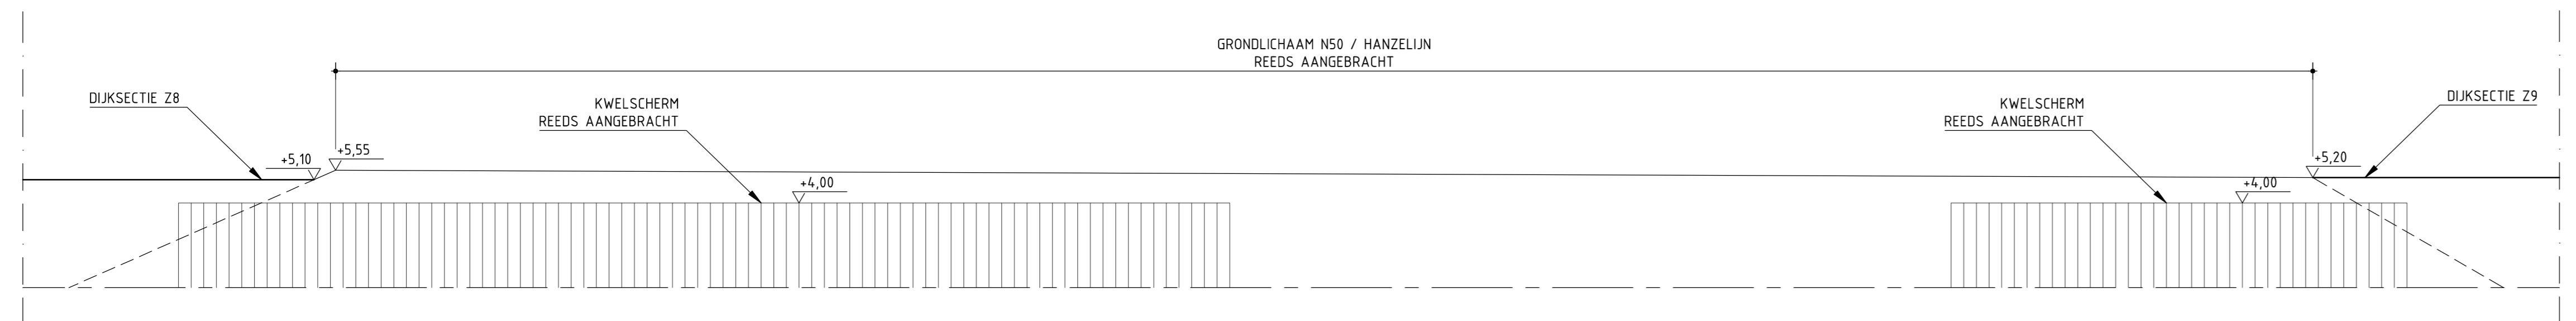 GRONDLICHAAM N50 / HANZELIJN
REEDS AANGEBRACHT
DIJKSECTIE Z8
KWELSCHERM
REEDS AANGEBRACHT
KWELSCHERM
REEDS AANGEBRACHT
DIJKSECTIE Z9
+5,10
+5,55
+4,00
+5,20
+4,00